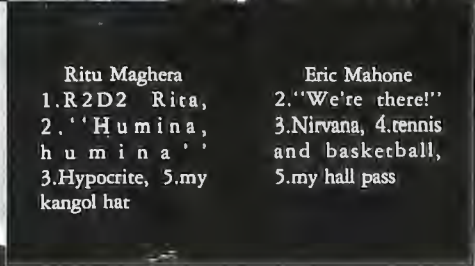 Ritu Maghera
1.R2D2 Rita,
2.‘‘Humina,
humina’’
3.Hypocrite, 5.my
kangol hat
Eric Mahone
2.‘‘We're there!’’
3.Nirvana, 4.tennis
and basketball,
5.my hall pass